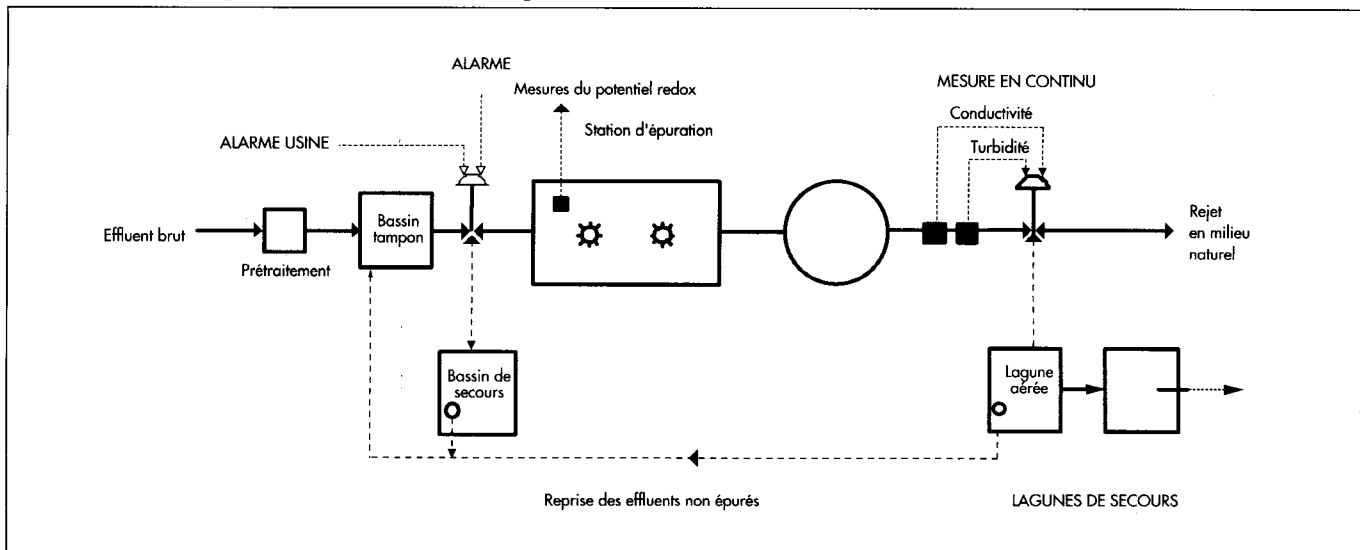 ALARME
Mesures du potentiel redox
MESURE EN CONTINU
Conductivité
Station d'épuration
ALARME USINE
Turbidité
Effluent brut
Prétraitement
Bassin
tampon
Rejet
en milieu
naturel
Bassin de
secours
Lagune
aérée
Reprise des effluents non épurés
LAGUNES DE SECOURS